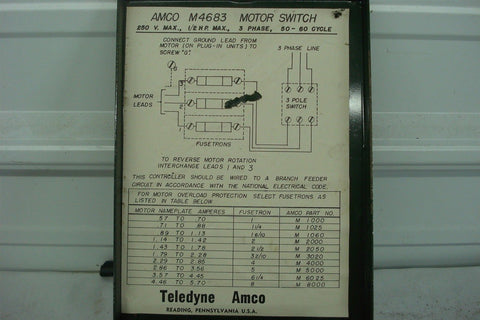 AMCO M4683 MOTOR SWITCH
250 V. MAX., 1/2 H.P. MAX., 3 PHASE, 50-60 CYCLE
CONNECT GROUND LEAD FROM
MOTOR (ON PLUG-IN UNITS) TO
SCREW "G".
3 PHASE LINE
G
3
MOTOR
LEADS
2
1
3 POLE
SWITCH
FUSETRONS
TO REVERSE MOTOR ROTATION
INTERCHANGE LEADS 1 AND 3
THIS CONTROLLER SHOULD BE WIRED TO A BRANCH FEEDER
CIRCUIT IN ACCORDANCE WITH THE NATIONAL ELECTRICAL CODE.
FOR MOTOR OVERLOAD PROTECTION SELECT FUSETRONS AS
LISTED IN TABLE BELOW.
MOTOR NAMEPLATE AMPERES FUSETRON AMCO PART NO.
.57 TO .70 1 M 1000
.71 TO .88 1 1/4 M 1025
.89 TO 1.13 1 6/10 M 1060
1.14 TO 1.42 2 M 2000
1.43 TO 1.78 2 1/2 M 2050
1.79 TO 2.28 3 2/10 M 3020
2.29 TO 2.85 4 M 4000
2.86 TO 3.56 5 M 5000
3.57 TO 4.45 6 1/4 M 6025
4.46 TO 5.70 8 M 8000
Teledyne Amco
READING, PENNSYLVANIA U.S.A.